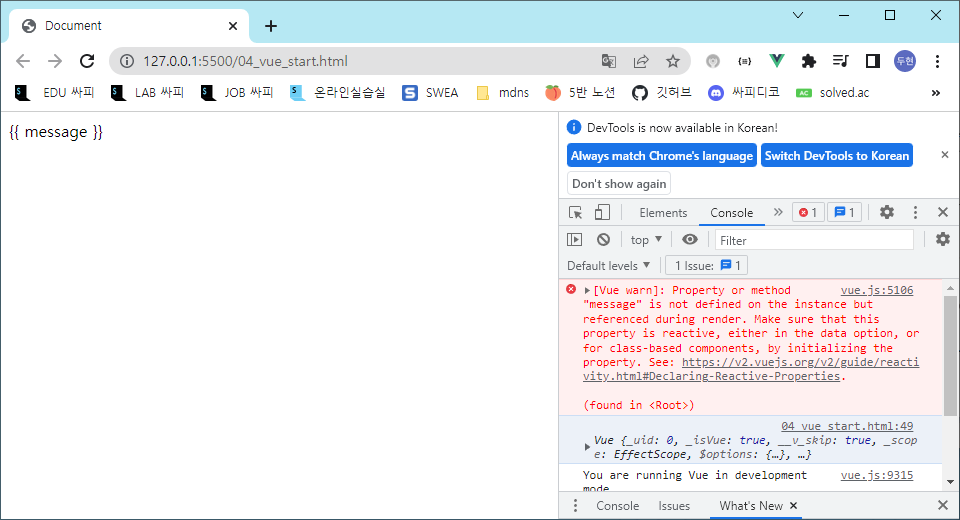 Document
127.0.0.1:5500/04_vue_start.html
두현
EDU 싸피 LAB 싸피 JOB 싸피 온라인실습실 SWEA mdns 5반 노션 깃허브 싸피디코 solved.ac »
{{ message }}
DevTools is now available in Korean!
Always match Chrome's language Switch DevTools to Korean
Don't show again
Elements Console » 1 1
top Filter
Default levels 1 Issue: 1
[Vue warn]: Property or method vue.js:5106
"message" is not defined on the instance but
referenced during render. Make sure that this
property is reactive, either in the data option, or
for class-based components, by initializing the
property. See: https://v2.vuejs.org/v2/guide/reacti
vity.html#Declaring-Reactive-Properties.
(found in <Root>)
04 vue start.html:49
Vue {_uid: 0, _isVue: true, __v_skip: true, _scop
e: EffectScope, $options: {…}, …}
You are running Vue in development vue.js:9315
mode.
Console Issues What's New